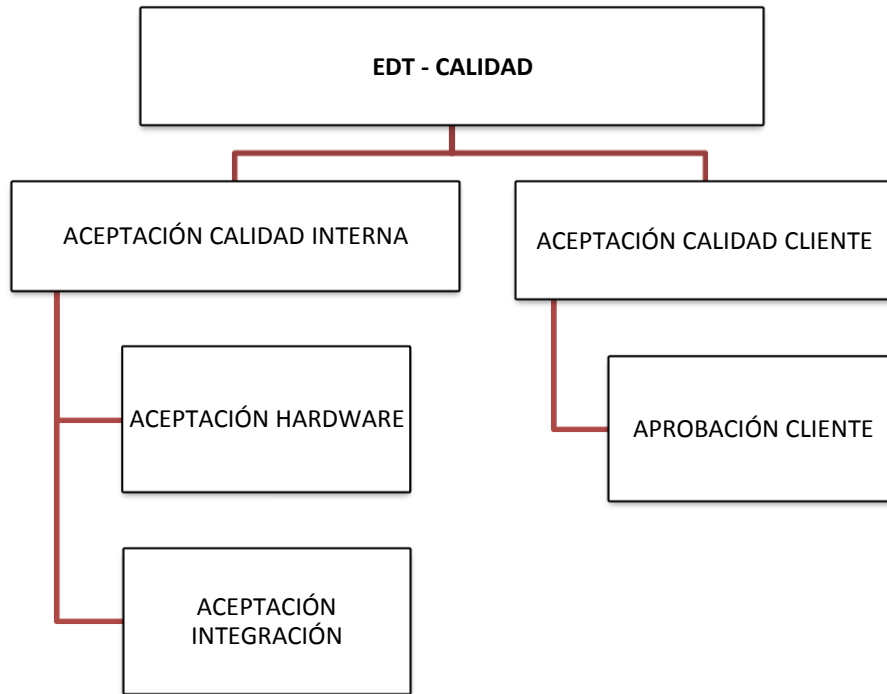 EDT - CALIDAD
ACEPTACIÓN CALIDAD INTERNA
ACEPTACIÓN CALIDAD CLIENTE
ACEPTACIÓN HARDWARE
APROBACIÓN CLIENTE
ACEPTACIÓN
INTEGRACIÓN